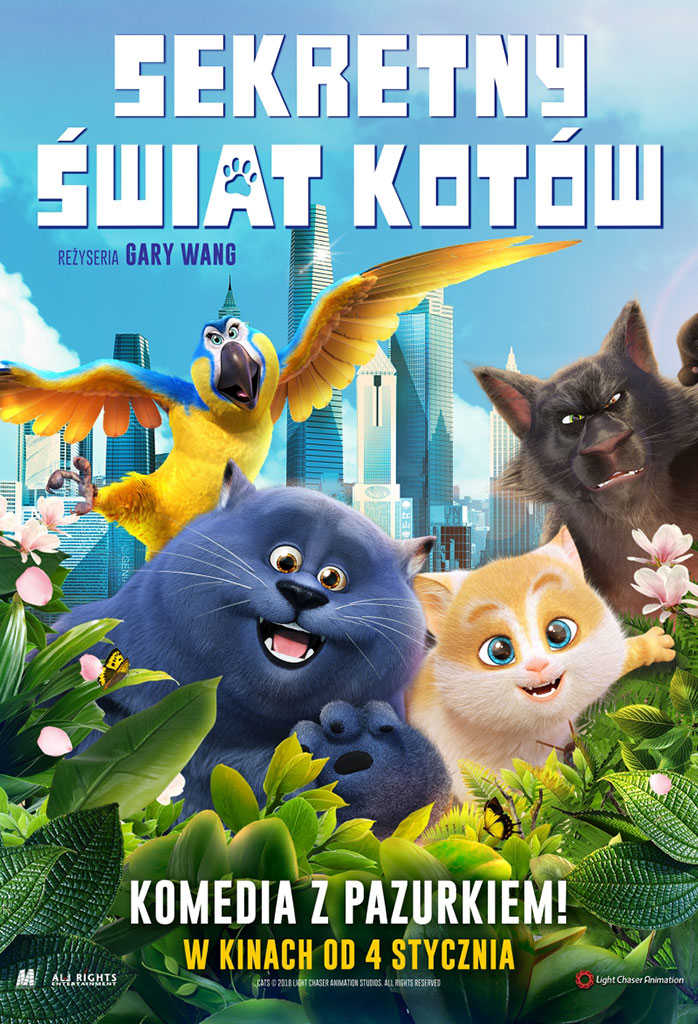 SEKRETNY
ŚWIAT KOTÓW
REŻYSERIA GARY WANG
KOMEDIA Z PAZURKIEM!
W KINACH OD 4 STYCZNIA
M ALL RIGHTS
ENTERTAINMENT
CATS © 2018 LIGHT CHASER ANIMATION STUDIOS. ALL RIGHTS RESERVED
Light Chaser Animation